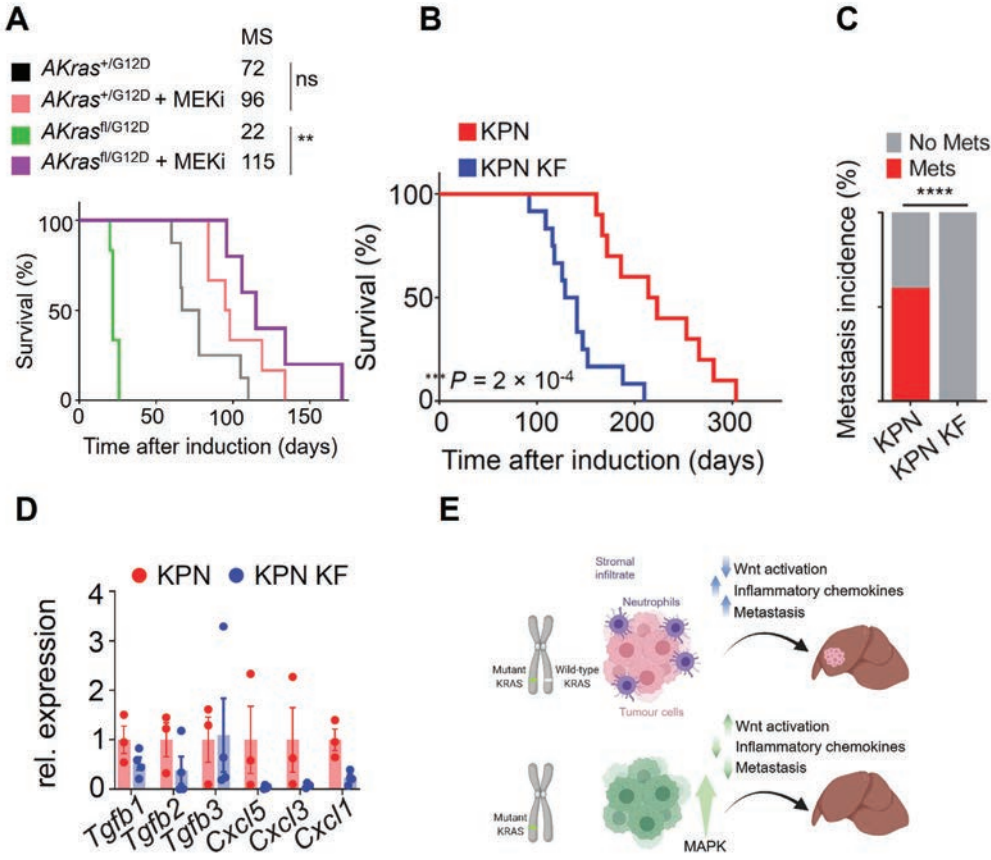 A
MS
AKras+/G12D 72
AKras+/G12D + MEKi 96
ns
AKrasfl/G12D 22
AKrasfl/G12D + MEKi 115
**
Survival (%)
100
50
0
0 50 100 150
Time after induction (days)
B
KPN
KPN KF
Survival (%)
100
50
0
*** P = 2 × 10-4
0 100 200 300
Time after induction (days)
C
No Mets
Mets
****
Metastasis incidence (%)
KPN
KPN KF
D
KPN KPN KF
rel. expression
4
3
2
1
0
Tgfb1
Tgfb2
Tgfb3
Cxcl5
Cxcl3
Cxcl1
E
Stromal
infiltrate
Neutrophils
Mutant
KRAS
Wild-type
KRAS
Tumour cells
Wnt activation
Inflammatory chemokines
Metastasis
Mutant
KRAS
MAPK
Wnt activation
Inflammatory chemokines
Metastasis